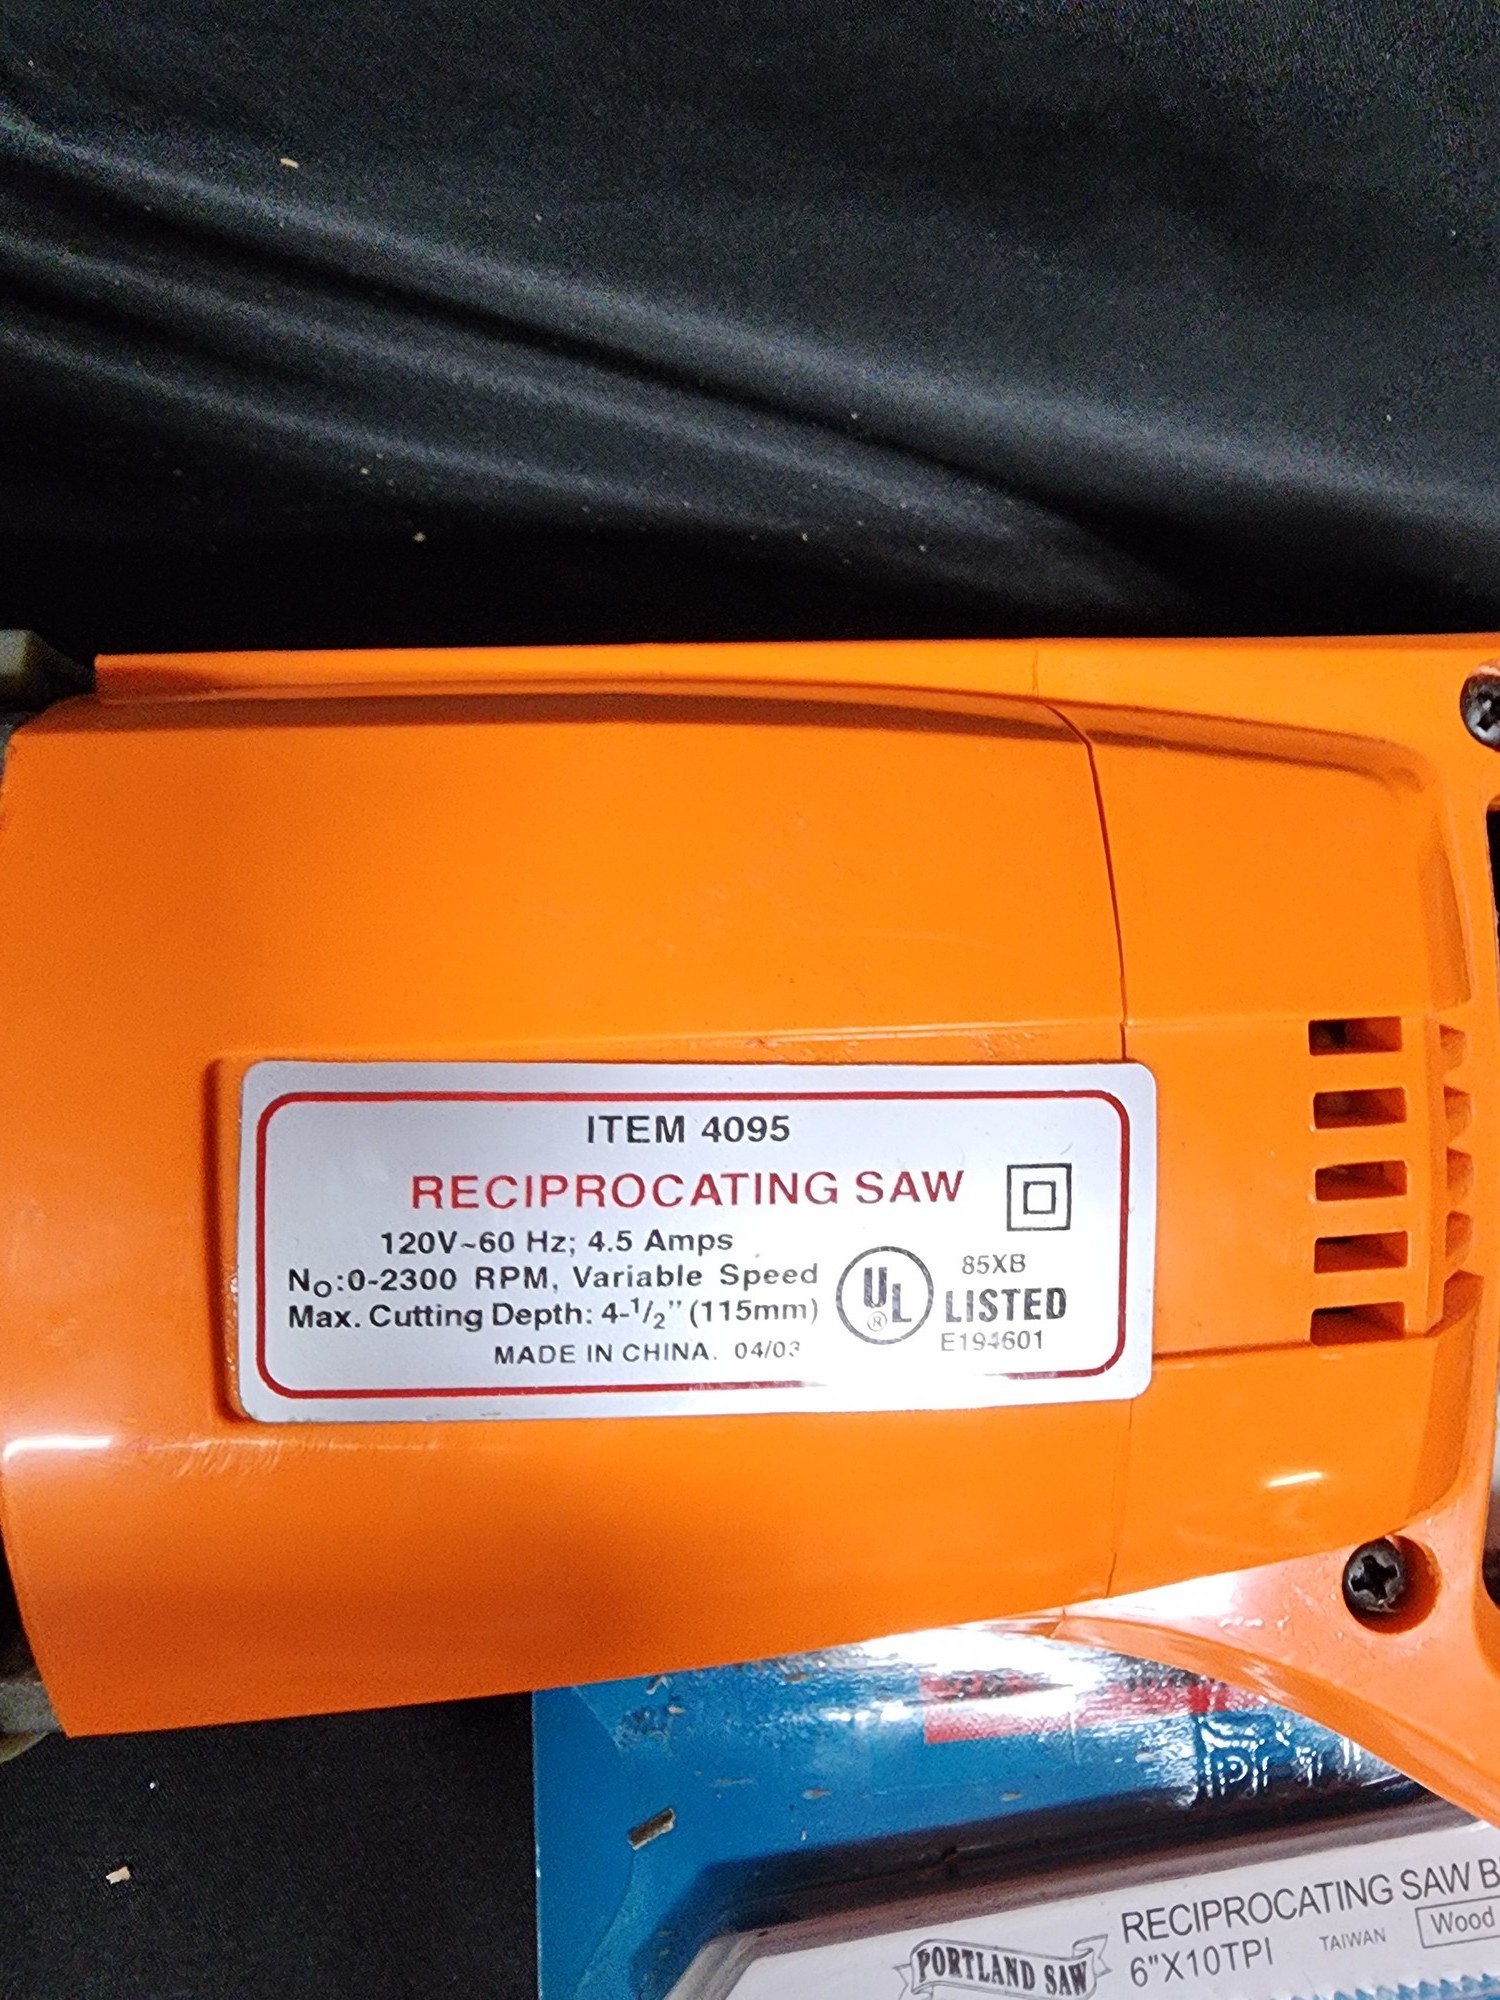 ITEM 4095
RECIPROCATING SAW
120V~60 Hz; 4.5 Amps
No:0-2300 RPM, Variable Speed
Max. Cutting Depth: 4-1/2" (115mm)
MADE IN CHINA. 04/03
UL
®
85XB
LISTED
E194601
RECIPROCATING SAW
PORTLAND SAW
6"X10TPI
TAIWAN
Wood